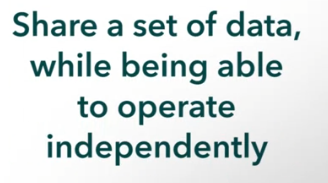 Share a set of data,
while being able
to operate
independently